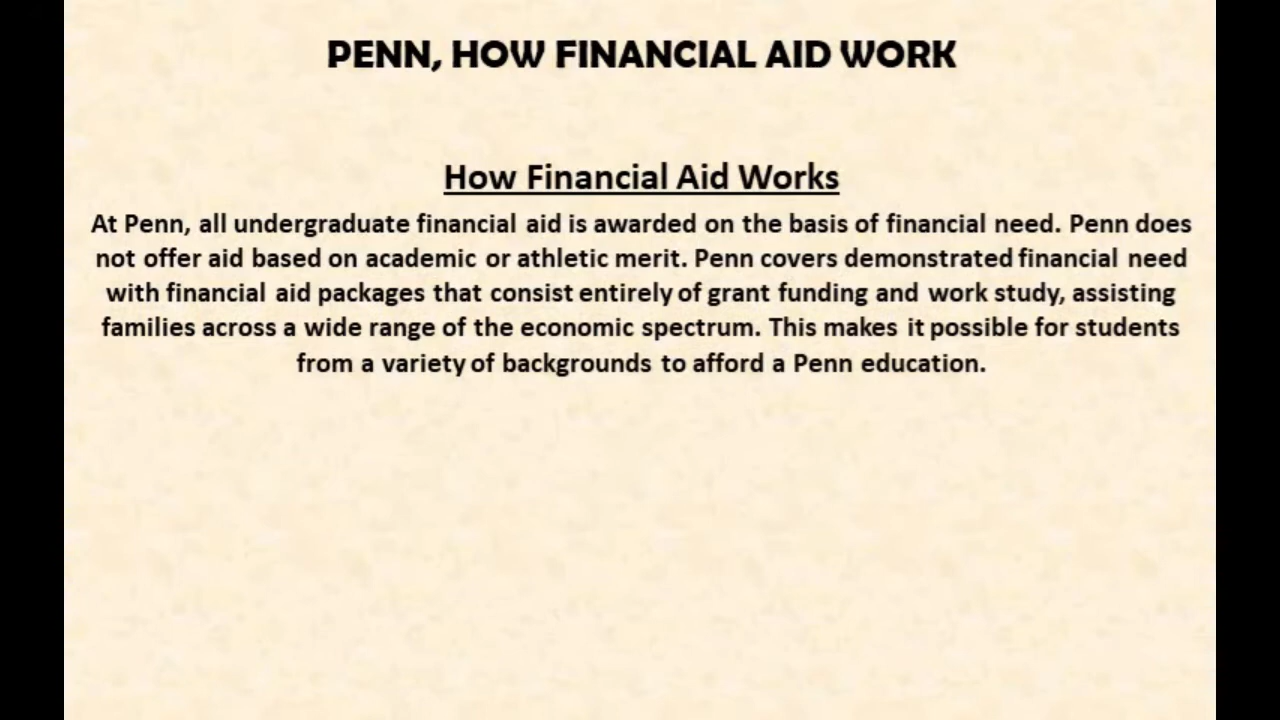 PENN, HOW FINANCIAL AID WORK
How Financial Aid Works
At Penn, all undergraduate financial aid is awarded on the basis of financial need. Penn does
not offer aid based on academic or athletic merit. Penn covers demonstrated financial need
with financial aid packages that consist entirely of grant funding and work study, assisting
families across a wide range of the economic spectrum. This makes it possible for students
from a variety of backgrounds to afford a Penn education.